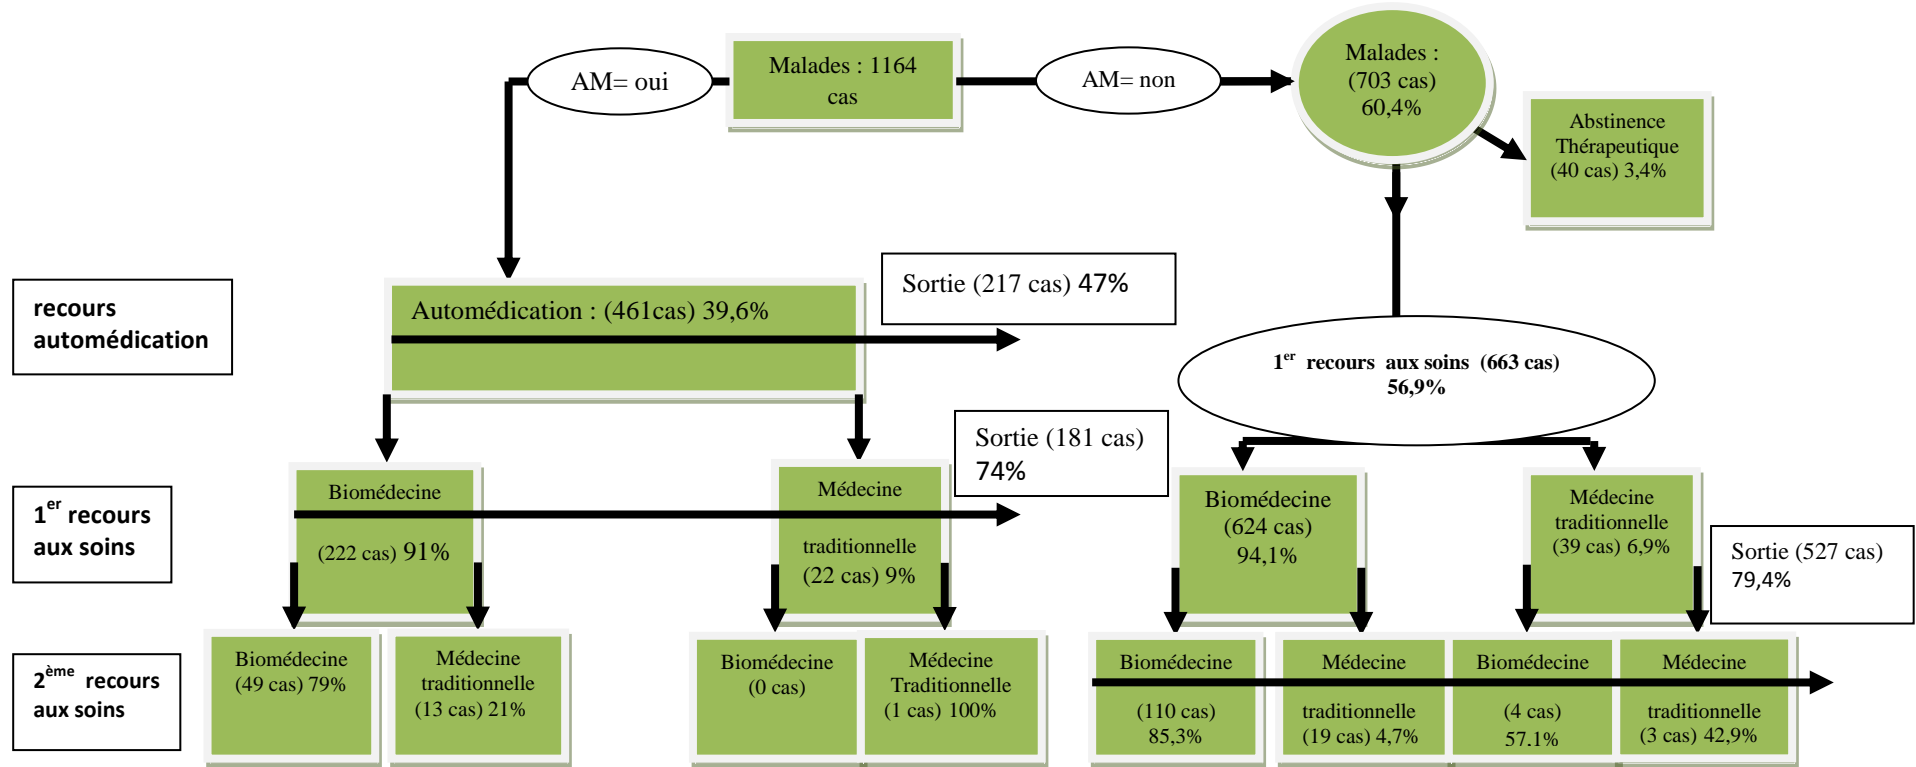 AM= oui
Malades : 1164
cas
AM= non
Malades :
(703 cas)
60,4%
Abstinence
Thérapeutique
(40 cas) 3,4%
recours
automédication
Automédication : (461cas) 39,6%
Sortie (217 cas) 47%
1er recours aux soins (663 cas)
56,9%
1er recours
aux soins
Biomédecine
(222 cas) 91%
Médecine
traditionnelle
(22 cas) 9%
Sortie (181 cas)
74%
Biomédecine
(624 cas)
94,1%
Médecine
traditionnelle
(39 cas) 6,9%
Sortie (527 cas)
79,4%
2ème recours
aux soins
Biomédecine
(49 cas) 79%
Médecine
traditionnelle
(13 cas) 21%
Biomédecine
(0 cas)
Médecine
Traditionnelle
(1 cas) 100%
Biomédecine
(110 cas)
85,3%
Médecine
traditionnelle
(19 cas) 4,7%
Biomédecine
(4 cas)
57.1%
Médecine
traditionnelle
(3 cas) 42,9%